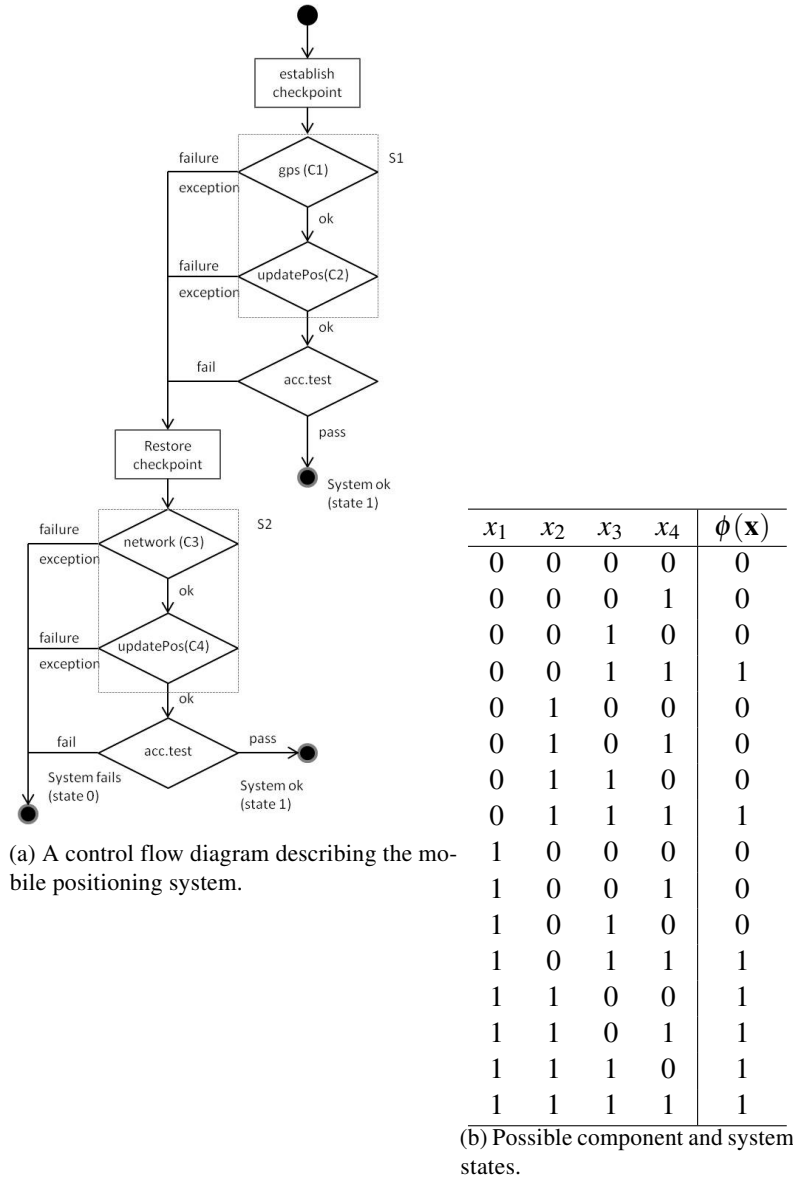 establish
checkpoint
S1
failure
exception
gps (C1)
ok
failure
exception
updatePos(C2)
ok
fail
acc.test
pass
Restore
checkpoint
System ok
(state 1)
S2
failure
exception
network (C3)
ok
failure
exception
updatePos(C4)
ok
fail
acc.test
pass
System fails
(state 0)
System ok
(state 1)
(a) A control flow diagram describing the mo-
bile positioning system.
x1 x2 x3 x4 ϕ(x)
0 0 0 0 0
0 0 0 1 0
0 0 1 0 0
0 0 1 1 1
0 1 0 0 0
0 1 0 1 0
0 1 1 0 0
0 1 1 1 1
1 0 0 0 0
1 0 0 1 0
1 0 1 0 0
1 0 1 1 1
1 1 0 0 1
1 1 0 1 1
1 1 1 0 1
1 1 1 1 1
(b) Possible component and system
states.